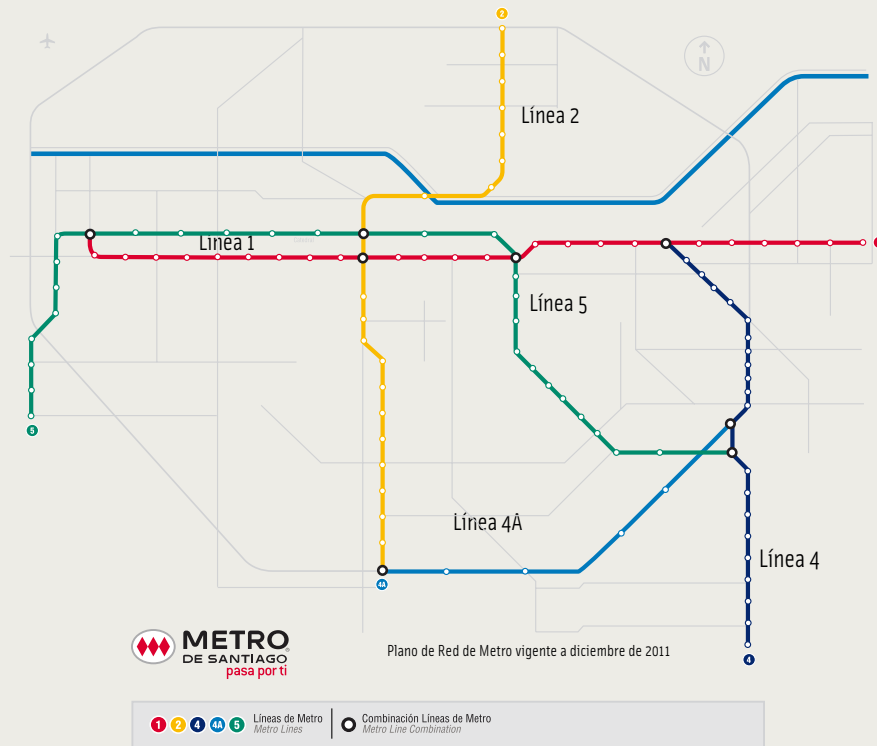 2
N
Línea 2
Línea 1
Línea 5
5
Línea 4A
4A
Línea 4
METRO
DE SANTIAGO
pasa por ti
Plano de Red de Metro vigente a diciembre de 2011
4
1 2 4 4A 5
Líneas de Metro
Metro Lines
Combinación Líneas de Metro
Metro Line Combination